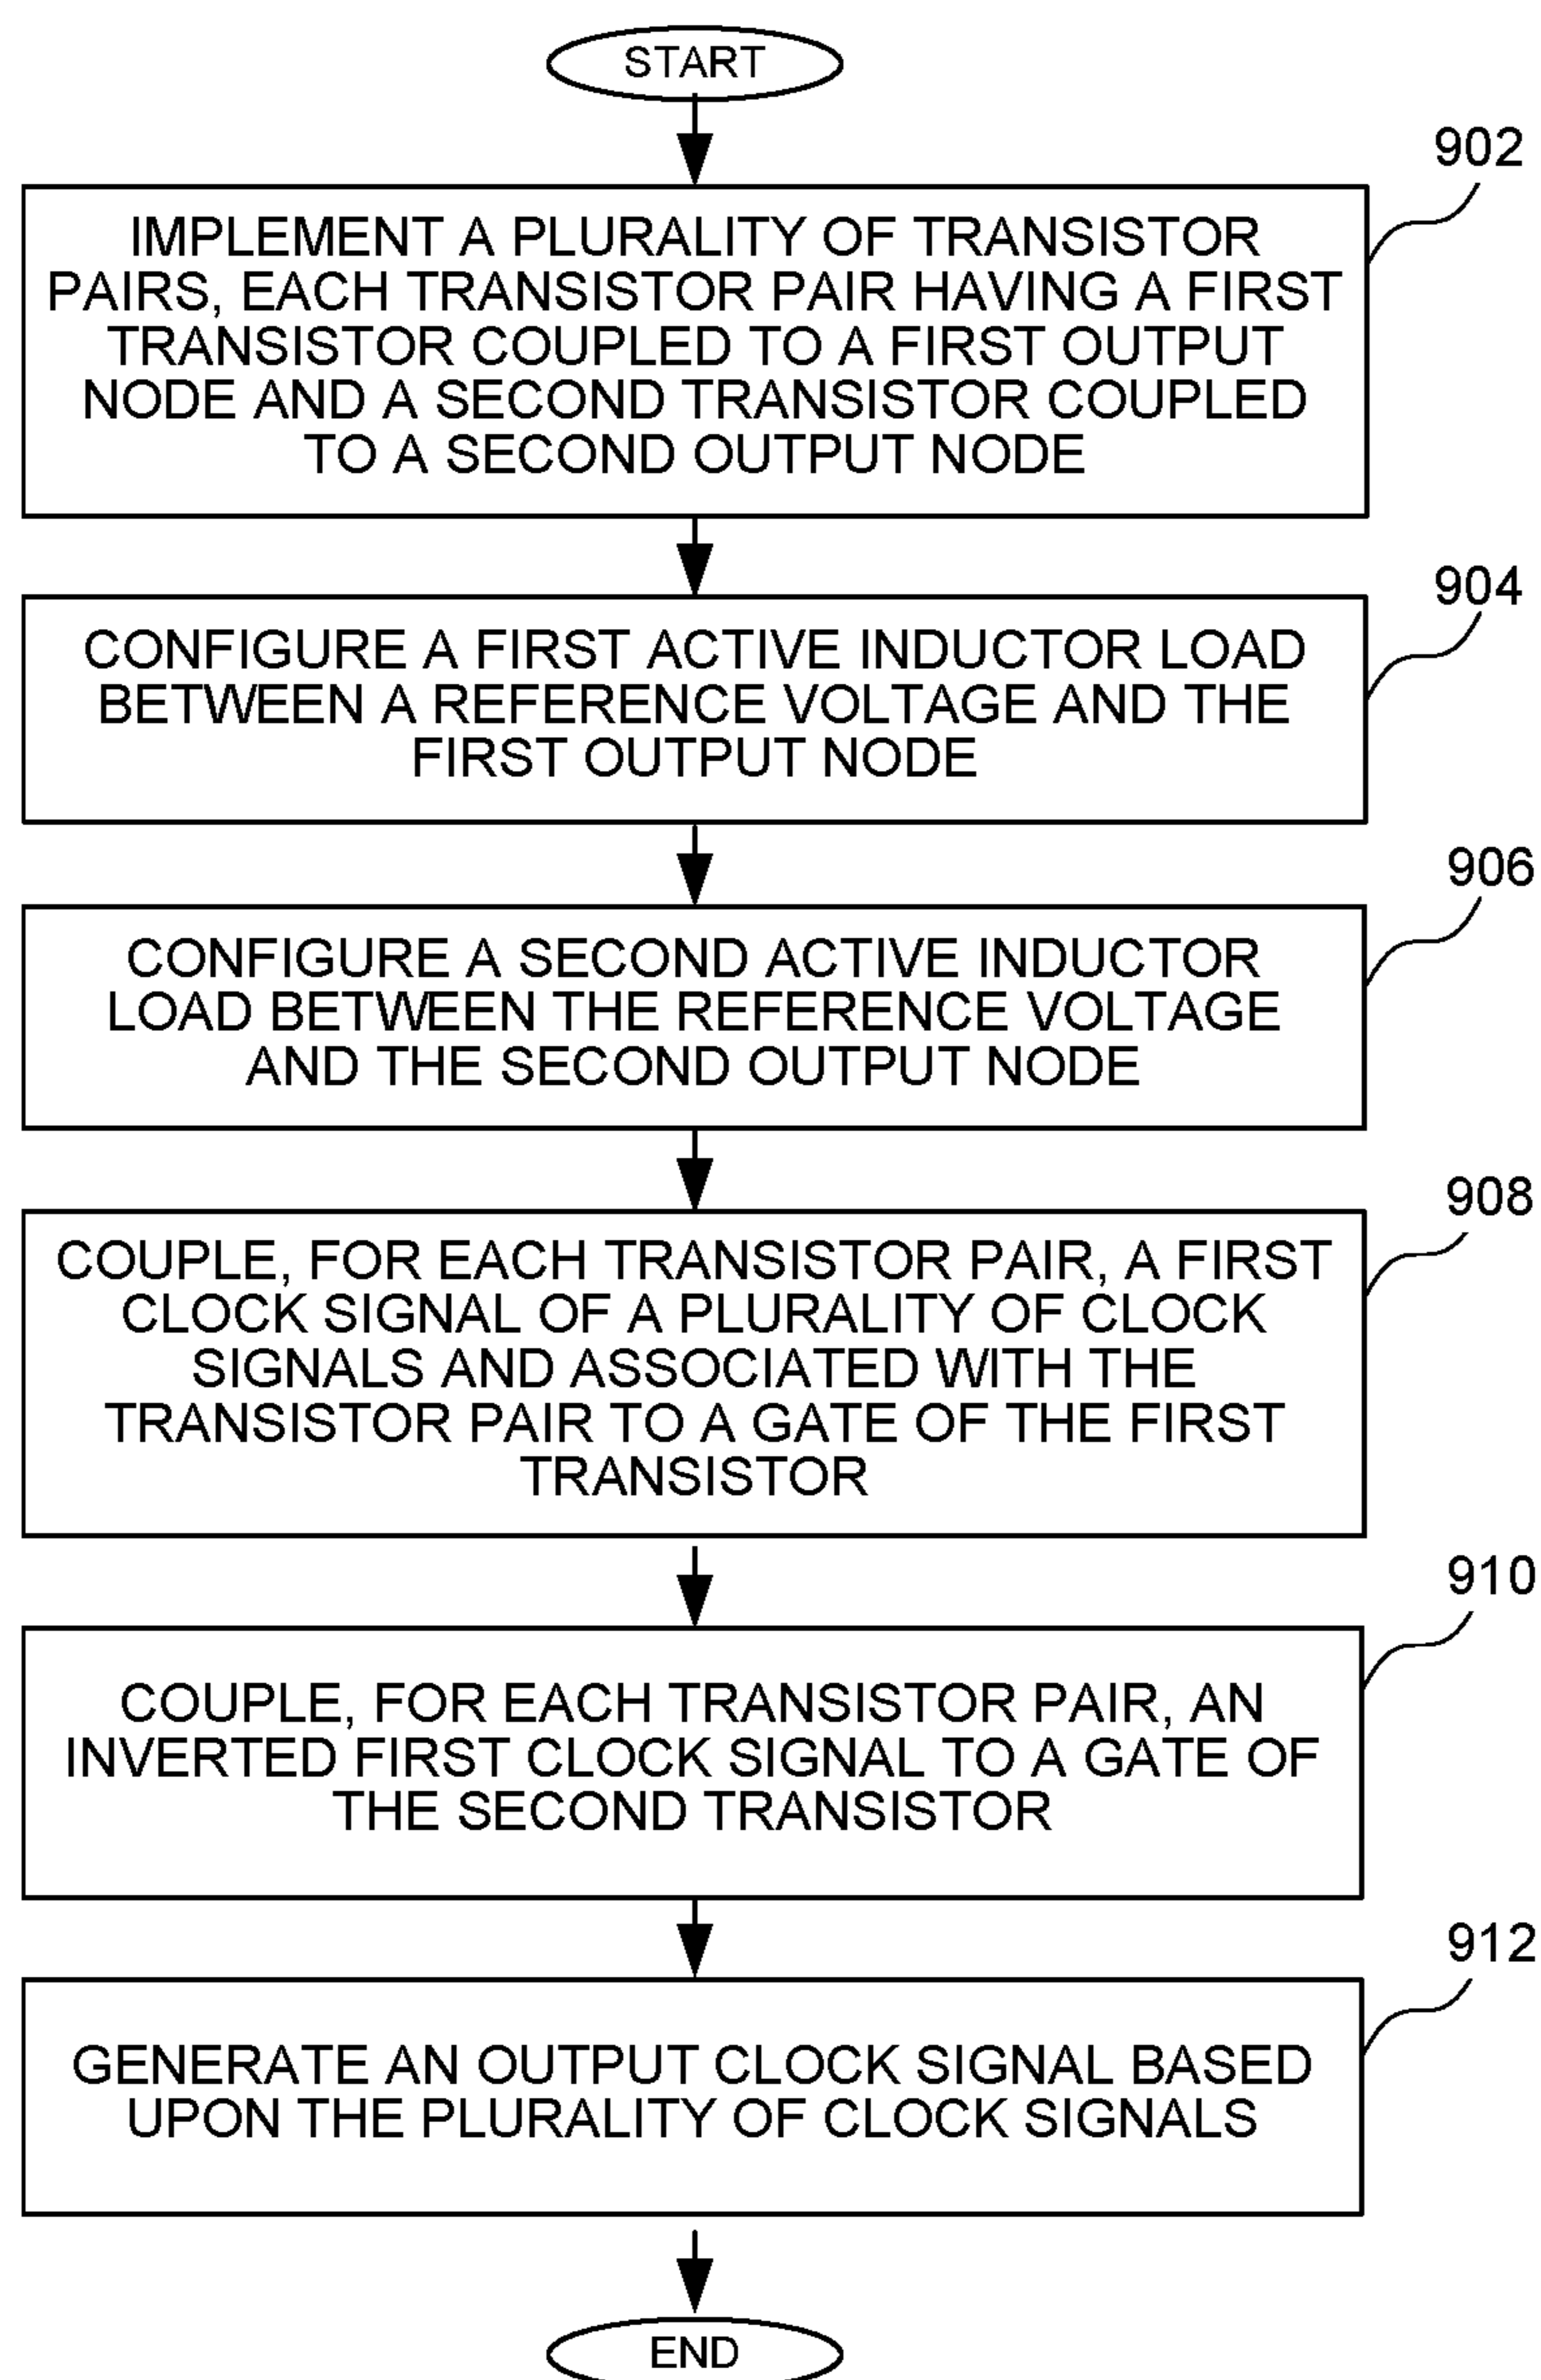 START
902
IMPLEMENT A PLURALITY OF TRANSISTOR
PAIRS, EACH TRANSISTOR PAIR HAVING A FIRST
TRANSISTOR COUPLED TO A FIRST OUTPUT
NODE AND A SECOND TRANSISTOR COUPLED
TO A SECOND OUTPUT NODE
904
CONFIGURE A FIRST ACTIVE INDUCTOR LOAD
BETWEEN A REFERENCE VOLTAGE AND THE
FIRST OUTPUT NODE
906
CONFIGURE A SECOND ACTIVE INDUCTOR
LOAD BETWEEN THE REFERENCE VOLTAGE
AND THE SECOND OUTPUT NODE
908
COUPLE, FOR EACH TRANSISTOR PAIR, A FIRST
CLOCK SIGNAL OF A PLURALITY OF CLOCK
SIGNALS AND ASSOCIATED WITH THE
TRANSISTOR PAIR TO A GATE OF THE FIRST
TRANSISTOR
910
COUPLE, FOR EACH TRANSISTOR PAIR, AN
INVERTED FIRST CLOCK SIGNAL TO A GATE OF
THE SECOND TRANSISTOR
912
GENERATE AN OUTPUT CLOCK SIGNAL BASED
UPON THE PLURALITY OF CLOCK SIGNALS
END